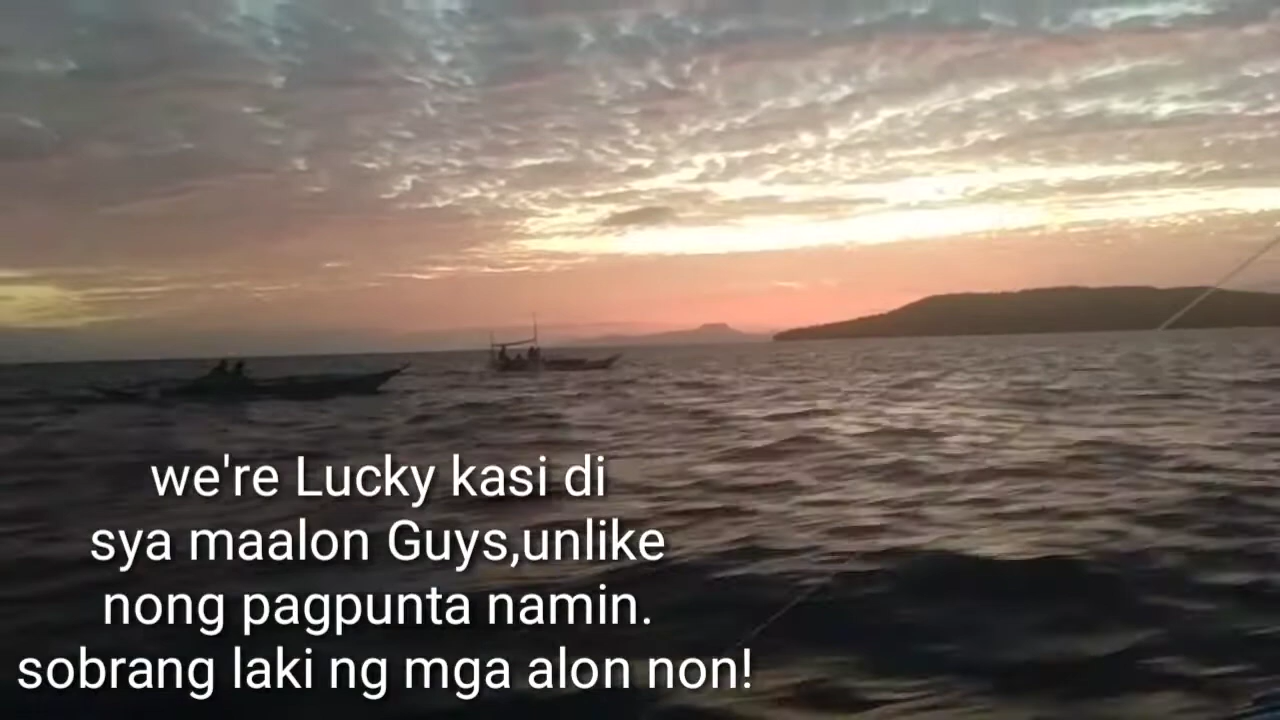 we're Lucky kasi di
sya maalon Guys,unlike
nong pagpunta namin.
sobrang laki ng mga alon non!